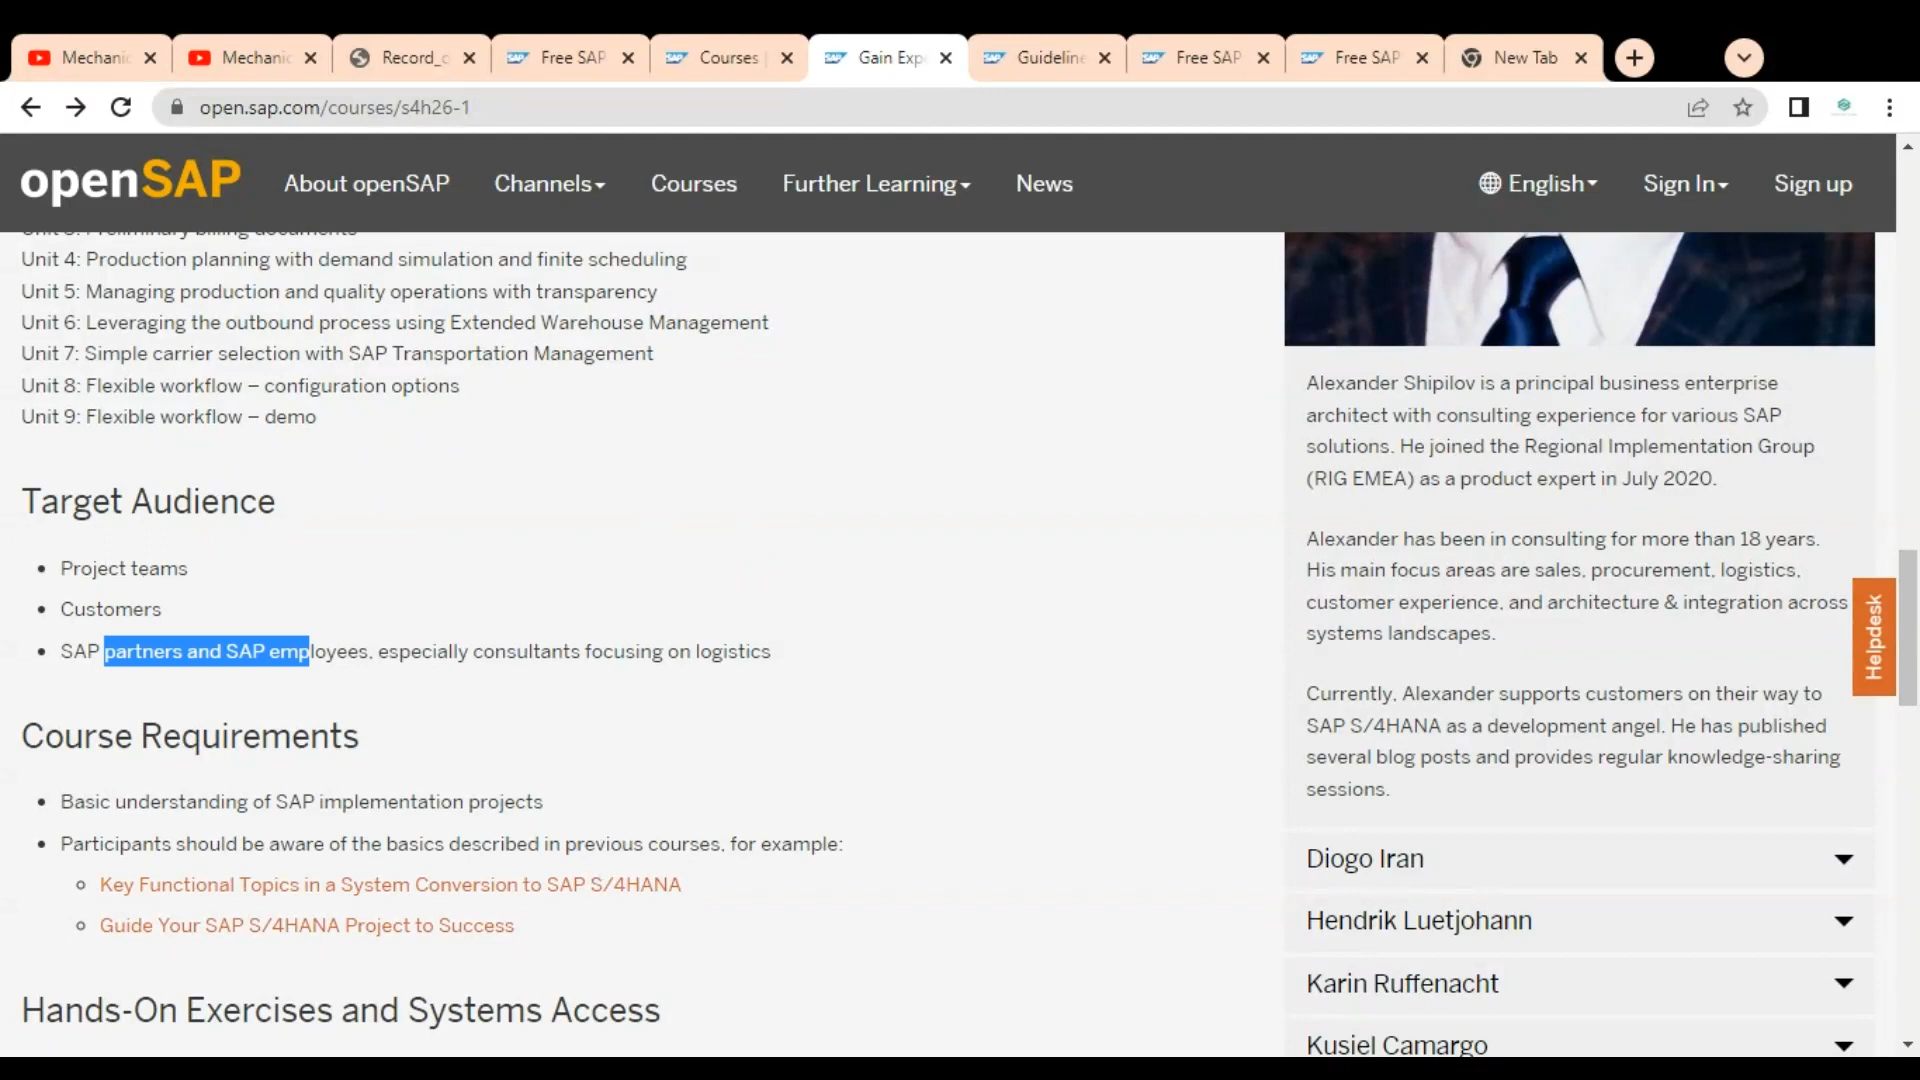 Mechanic
Mechanic
Record_c
Free SAP
Courses |
Gain Exp
Guideline
Free SAP
Free SAP
New Tab
open.sap.com/courses/s4h26-1
openSAP
About openSAP
Channels
Courses
Further Learning
News
English
Sign In
Sign up
Unit 3: Preliminary billing documents
Unit 4: Production planning with demand simulation and finite scheduling
Unit 5: Managing production and quality operations with transparency
Unit 6: Leveraging the outbound process using Extended Warehouse Management
Unit 7: Simple carrier selection with SAP Transportation Management
Unit 8: Flexible workflow – configuration options
Unit 9: Flexible workflow – demo
Target Audience
Project teams
Customers
SAP partners and SAP employees, especially consultants focusing on logistics
Course Requirements
Basic understanding of SAP implementation projects
Participants should be aware of the basics described in previous courses, for example:
Key Functional Topics in a System Conversion to SAP S/4HANA
Guide Your SAP S/4HANA Project to Success
Hands-On Exercises and Systems Access
Alexander Shipilov is a principal business enterprise
architect with consulting experience for various SAP
solutions. He joined the Regional Implementation Group
(RIG EMEA) as a product expert in July 2020.
Alexander has been in consulting for more than 18 years.
His main focus areas are sales, procurement, logistics,
customer experience, and architecture & integration across
systems landscapes.
Currently, Alexander supports customers on their way to
SAP S/4HANA as a development angel. He has published
several blog posts and provides regular knowledge-sharing
sessions.
Diogo Iran
Hendrik Luetjohann
Karin Ruffenacht
Kusiel Camargo
Helpdesk